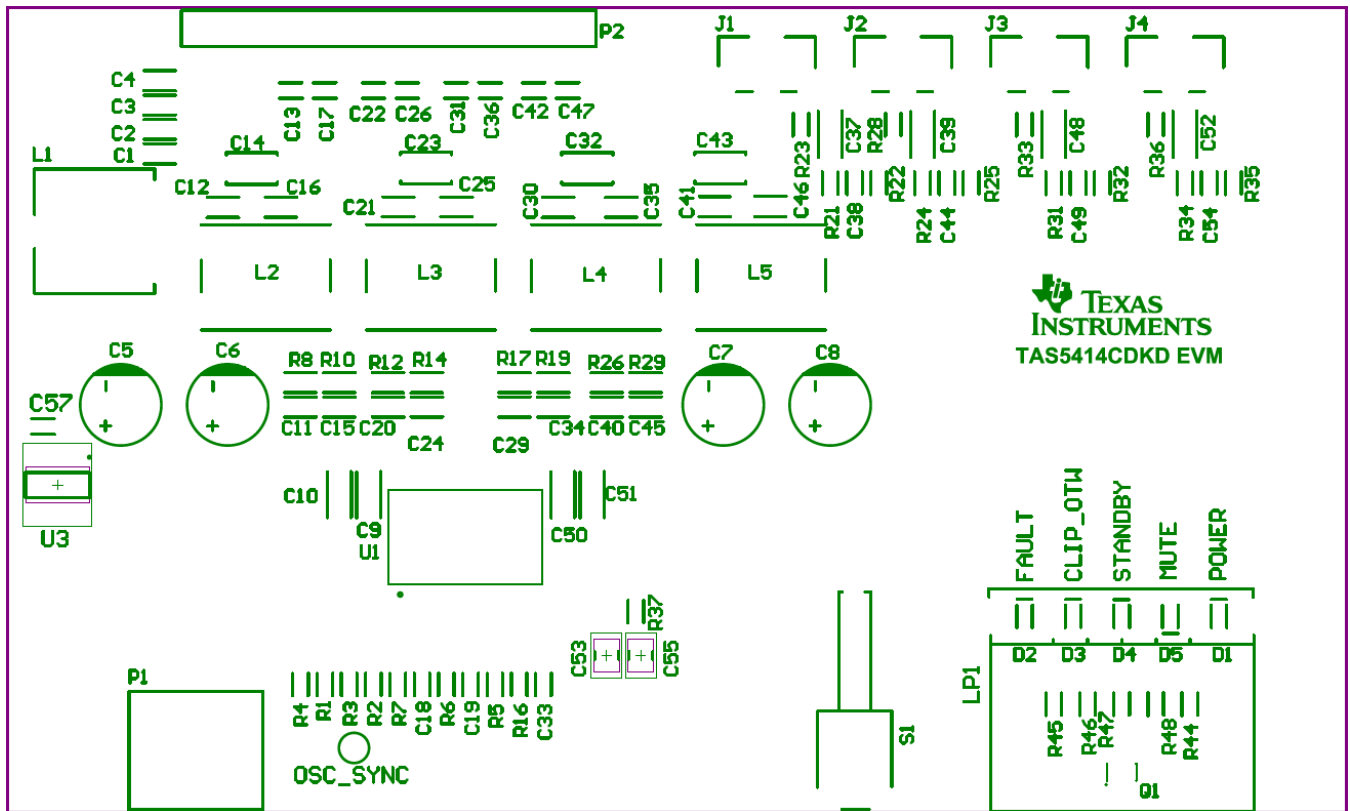 P2
J1
J2
J3
J4
C4
C3
C2
C1
C13
C17
C22
C26
C31
C36
C42
C47
C37
R28
C39
C48
C52
R23
R33
R36
L1
C14
C23
C32
C43
C12
C16
C21
C25
C30
C35
C41
C46
R21
C38
R22
R24
C44
R25
R31
C49
R32
R34
C54
R35
L2
L3
L4
L5
TEXAS
INSTRUMENTS
TAS5414CDKD EVM
C5
C6
R8
R10
R12
R14
R17
R19
R26
R29
C7
C8
C57
C11
C15
C20
C24
C29
C34
C40
C45
C10
C9
C50
C51
U3
U1
FAULT
CLIP_OTW
STANDBY
MUTE
POWER
R37
C53
C55
D2
D3
D4
D5
D1
P1
LP1
R4
R1
R3
R2
R7
C18
R6
C19
R5
R16
C33
S1
R45
R46
R47
R48
R44
OSC_SYNC
Q1